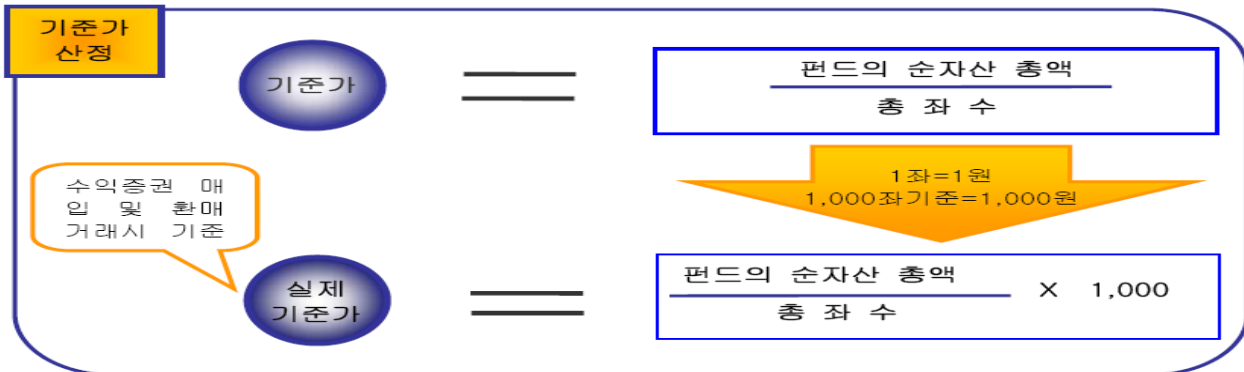 기준가
산정
기준가
펀드의 순자산 총액
총 좌 수
1좌=1원
1,000좌기준=1,000원
수익증권 매
입 및 환매
거래시 기준
실제
기준가
펀드의 순자산 총액
총 좌 수
X 1,000